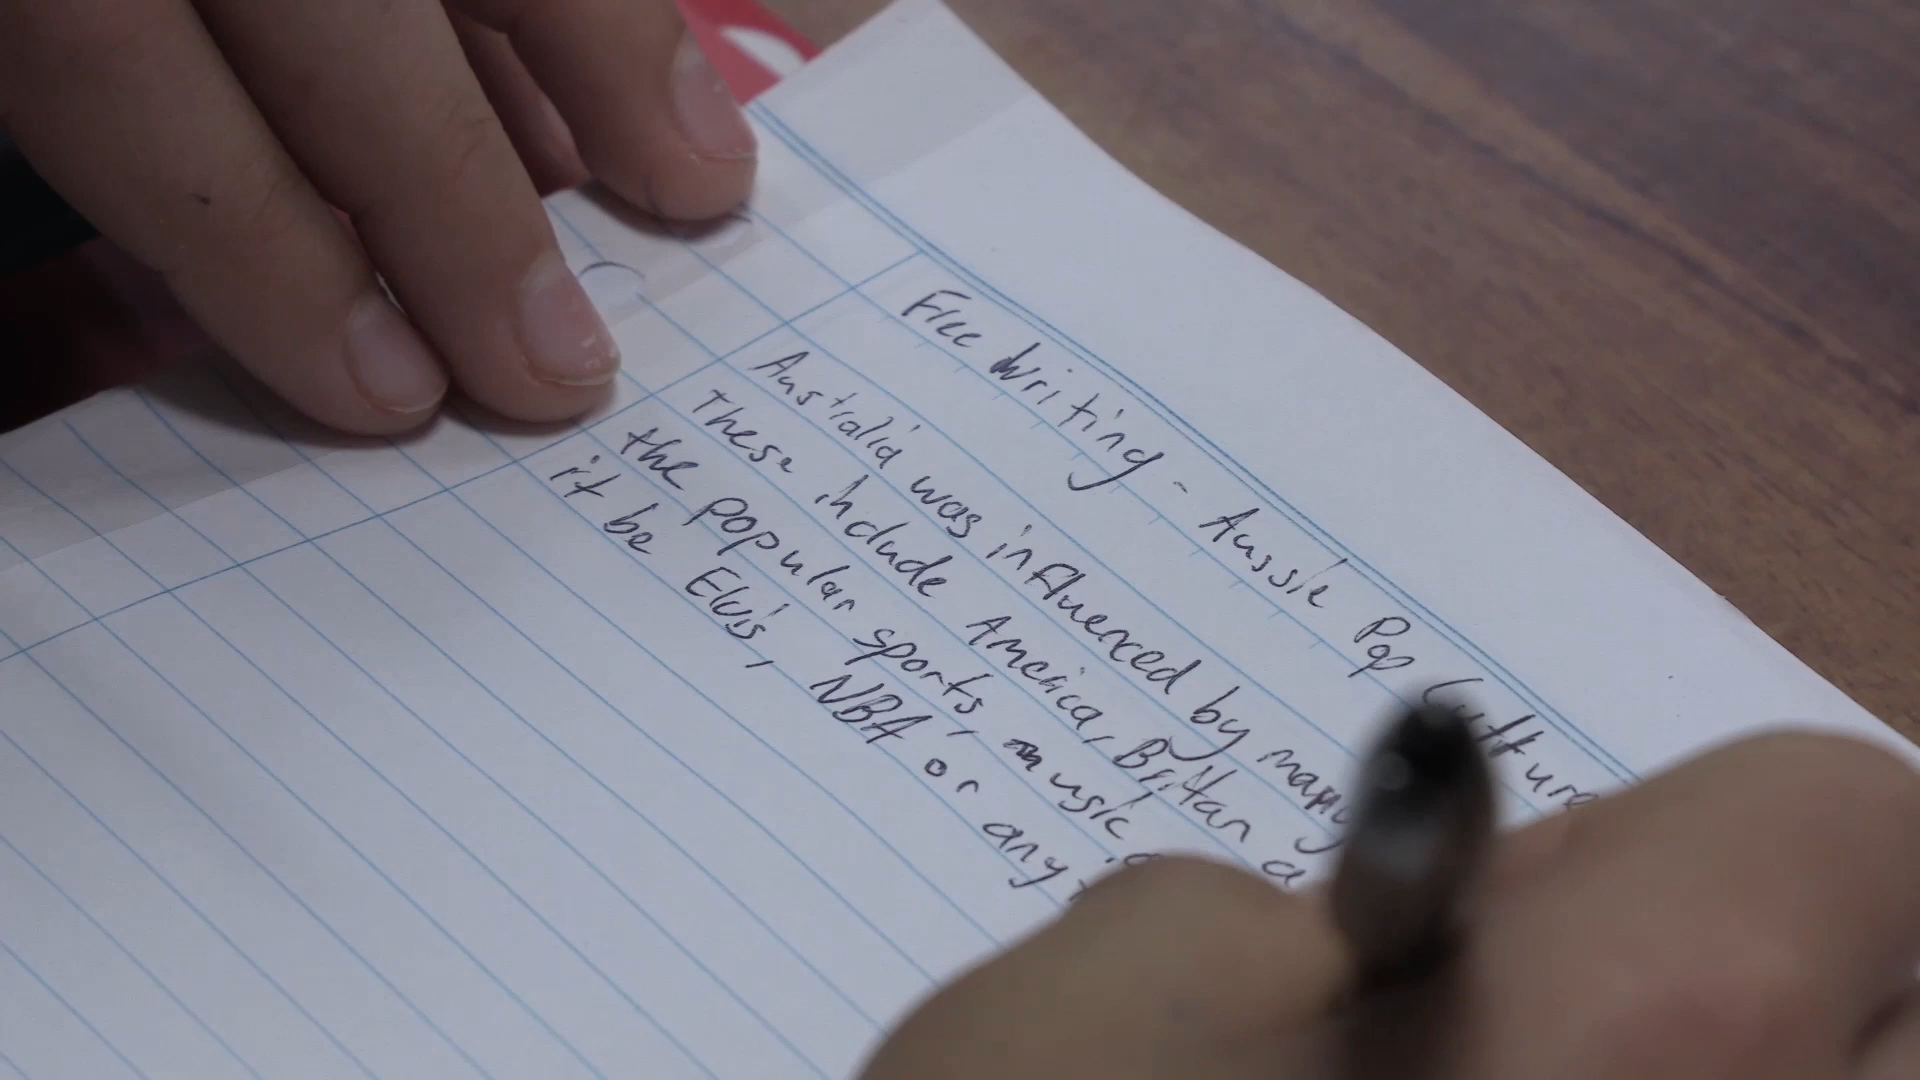 Free Writing - Aussie Pop Culture
Australia was influenced by many
These include America, Britan a
the popular sports, music
it be Elvis, NBA or any